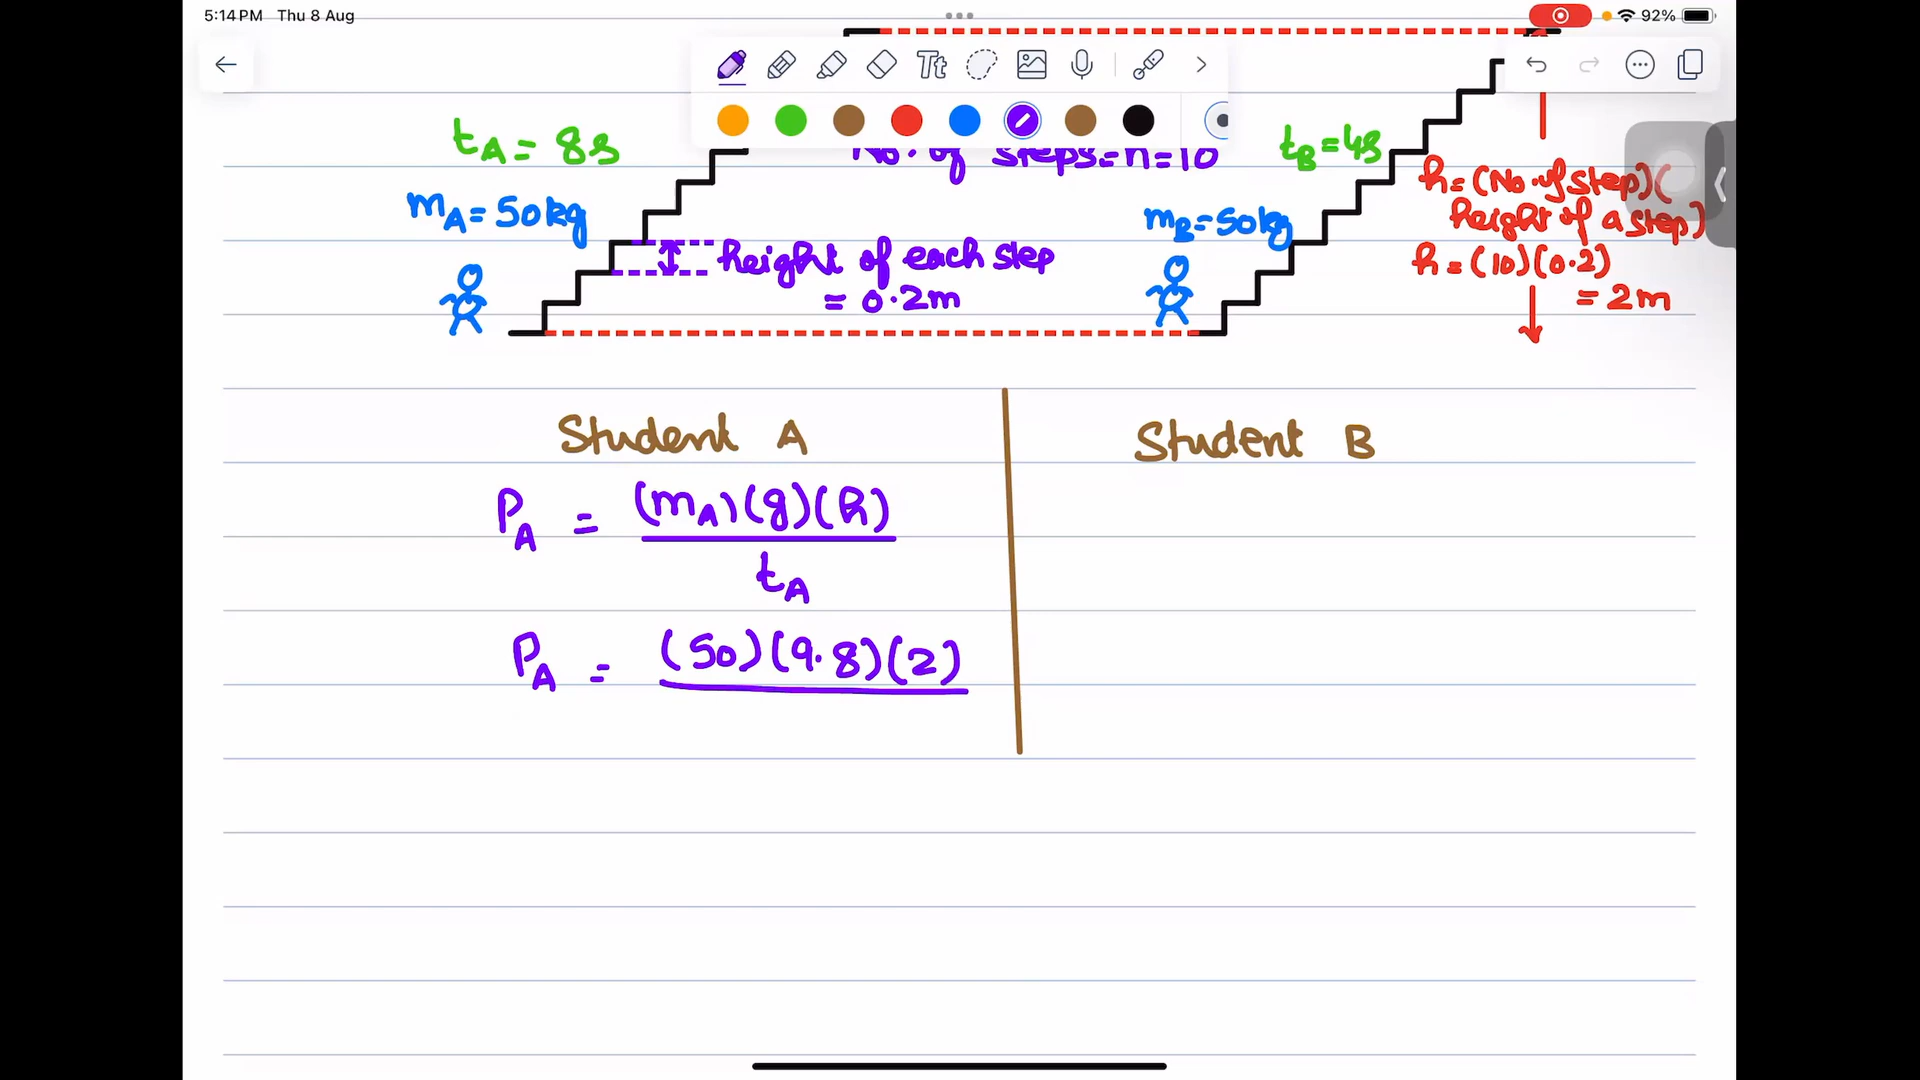 5:14 PM Thu 8 Aug
92%
Tt
tA = 8s
No. of steps = n = 10
tB = 4s
mA = 50kg
mB = 50kg
h = (No. of step)(
height of a step)
height of each step
= 0.2m
h = (10)(0.2)
= 2m
Student A
Student B
PA = (mA)(g)(h)
tA
PA = (50)(9.8)(2)